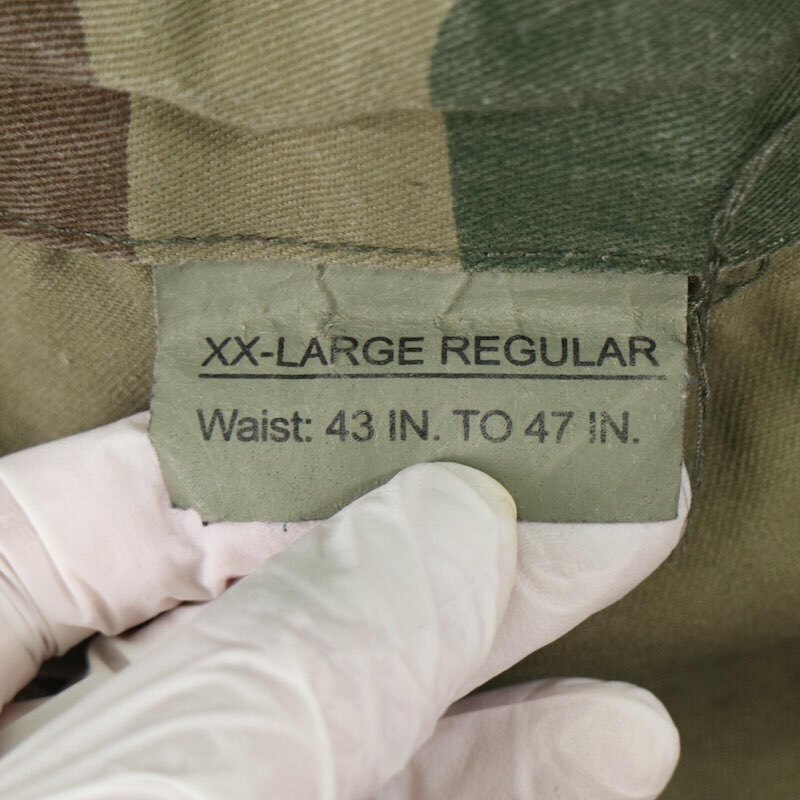 XX-LARGE REGULAR
Waist: 43 IN. TO 47 IN.